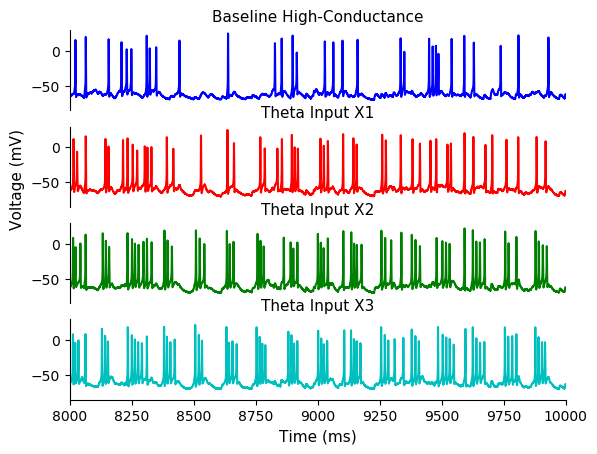 Baseline High-Conductance
0
−50
Theta Input X1
0
−50
Theta Input X2
0
−50
Theta Input X3
0
−50
Voltage (mV)
8000 8250 8500 8750 9000 9250 9500 9750 10000
Time (ms)